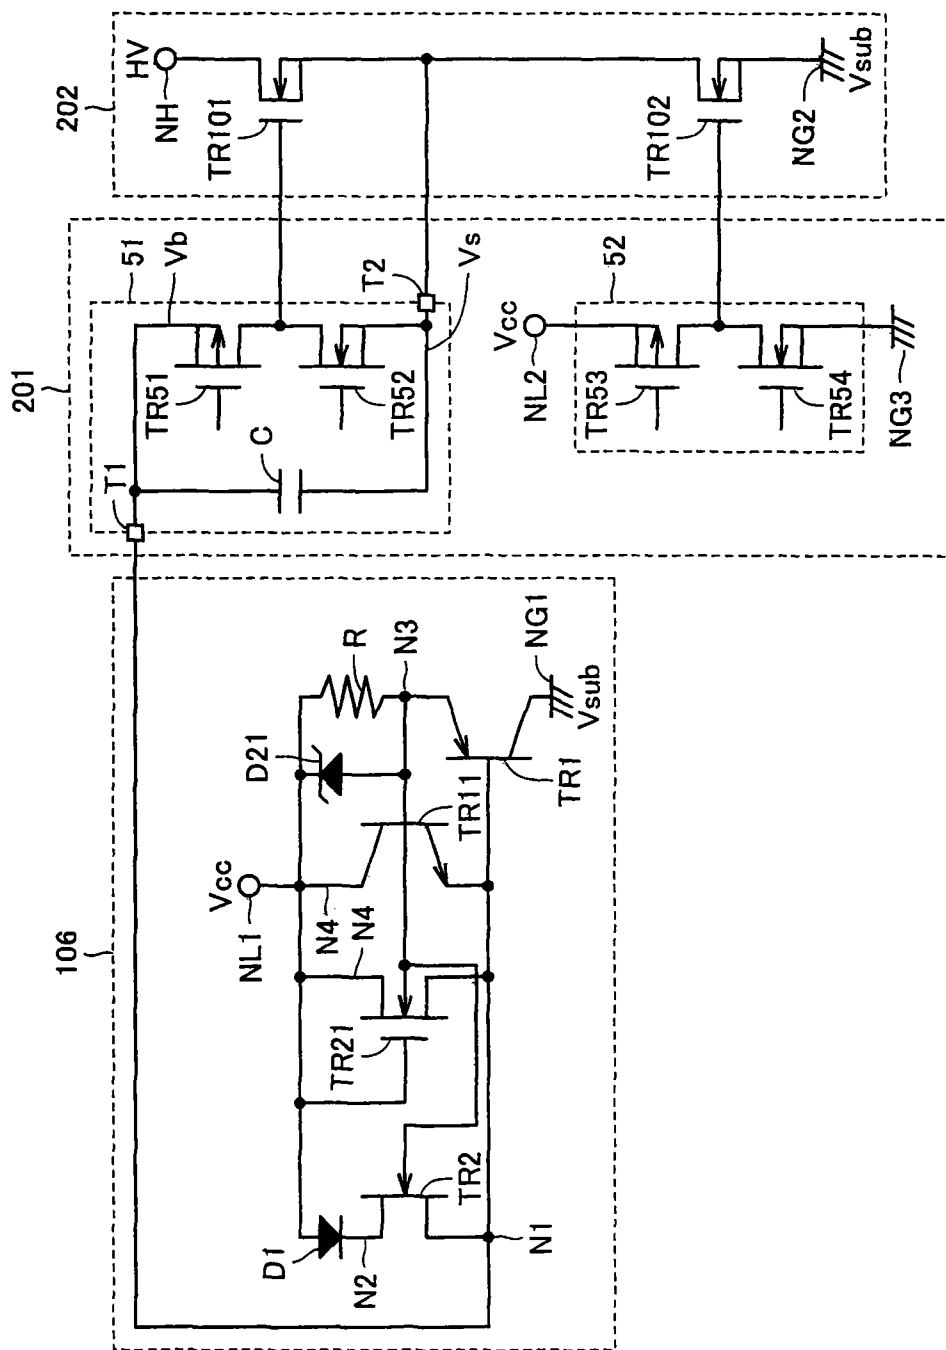 HV
NH
202
TR101
TR102
NG2
Vsub
201
51
Vb
T1
T2
Vs
TR51
TR52
C
52
Vcc
NL2
TR53
TR54
NG3
106
Vcc
NL1
N4
N4
D21
R
N3
NG1
Vsub
TR11
TR1
TR21
TR2
D1
N2
N1